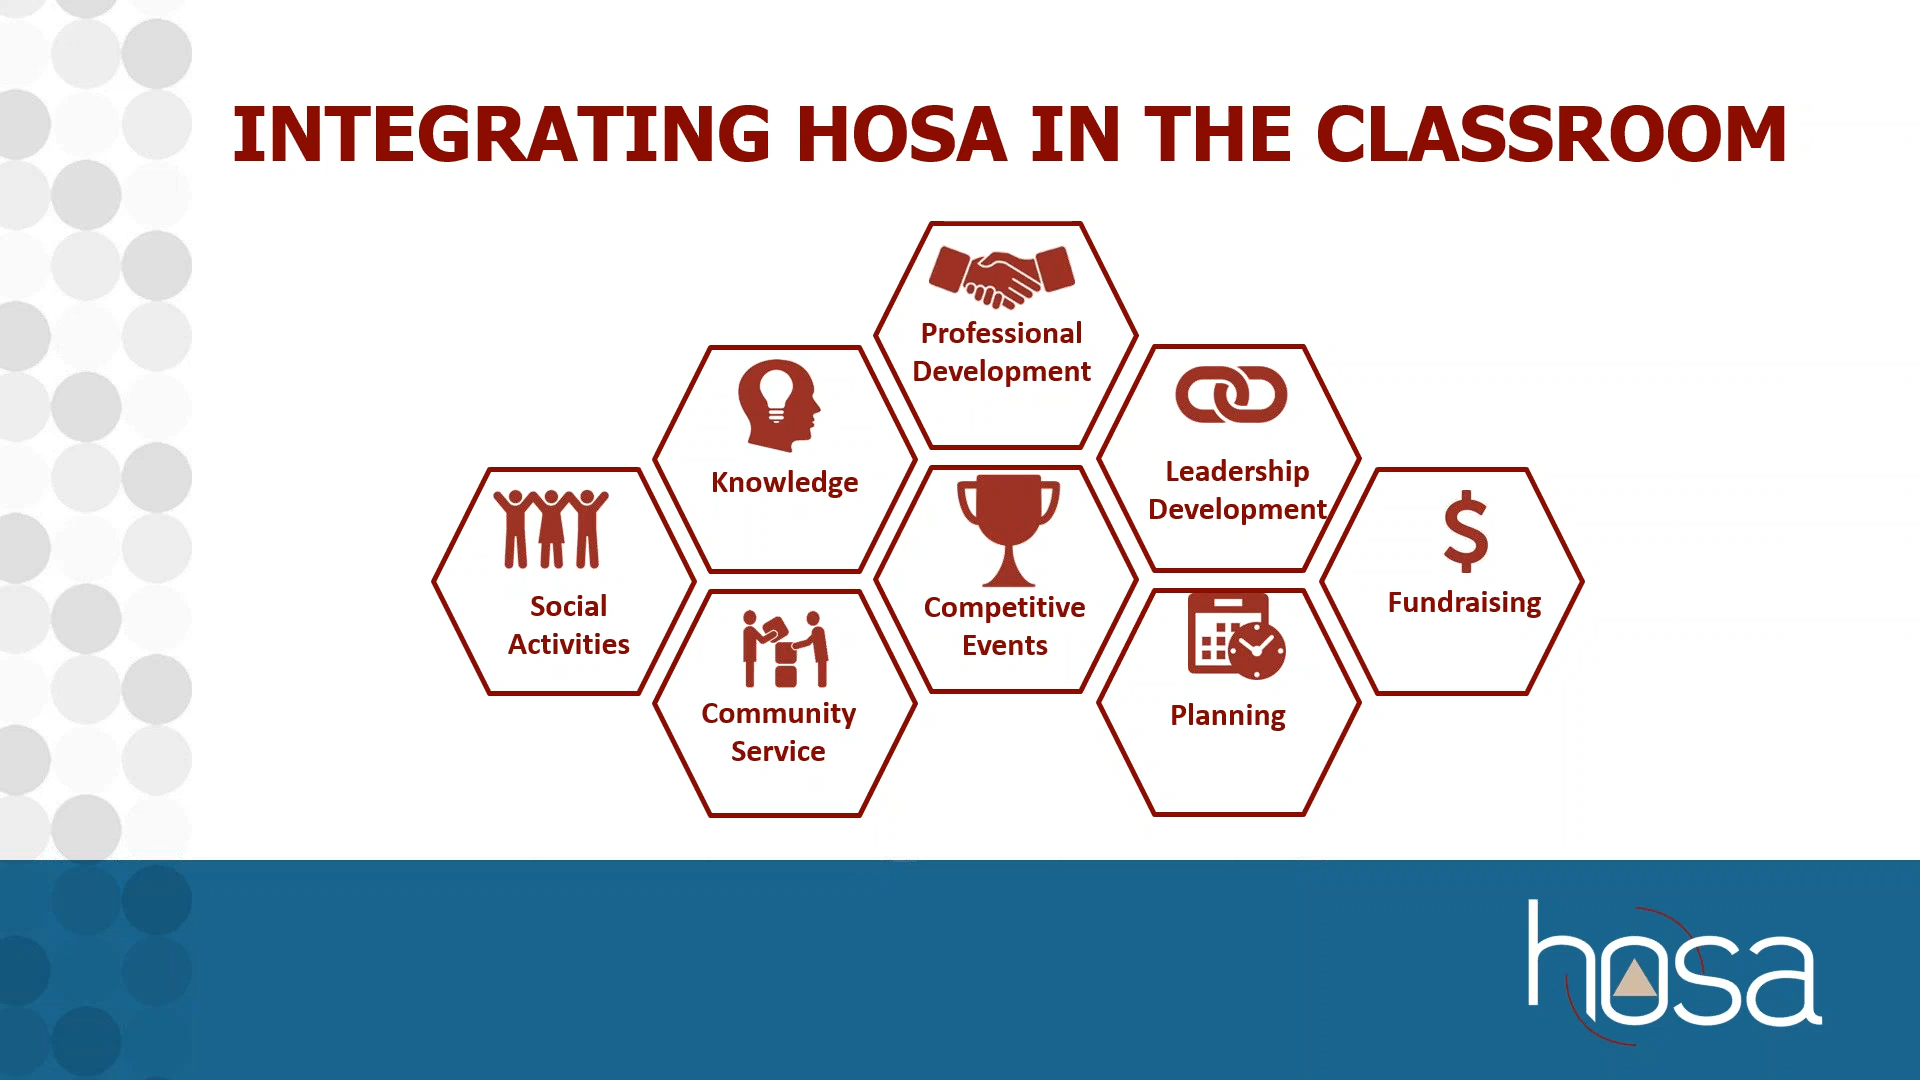 INTEGRATING HOSA IN THE CLASSROOM
Professional
Development
Knowledge
Leadership
Development
Social
Activities
Competitive
Events
Fundraising
Community
Service
Planning
hosa